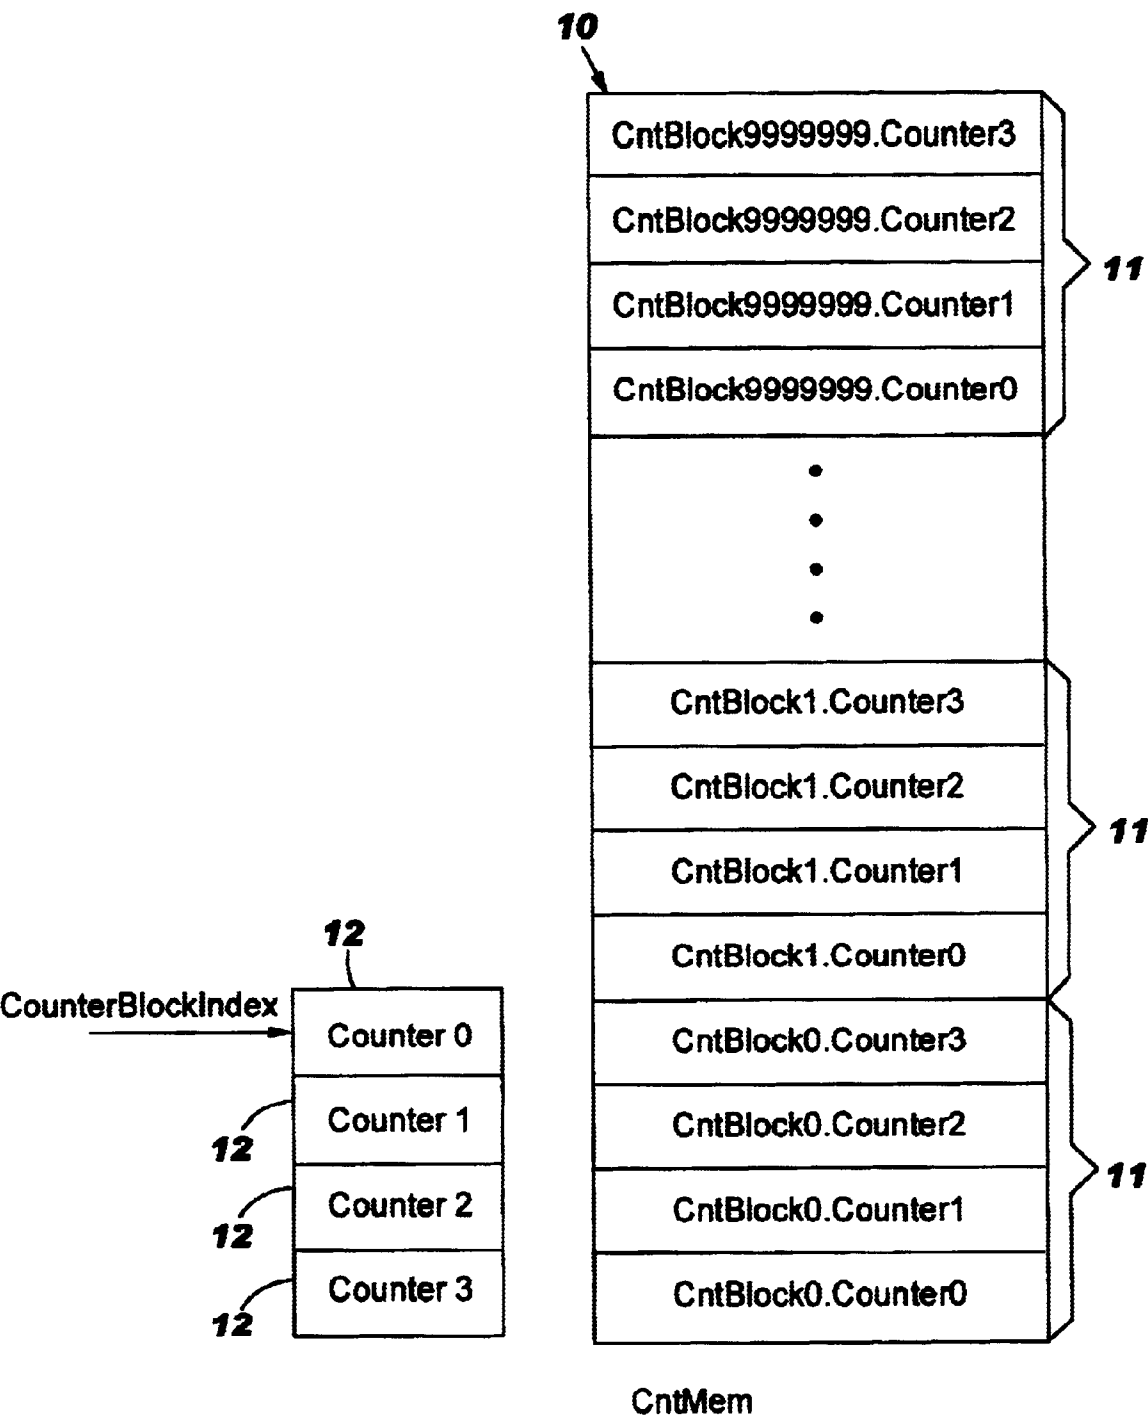 10
CntBlock9999999.Counter3
CntBlock9999999.Counter2
11
CntBlock9999999.Counter1
CntBlock9999999.Counter0
CntBlock1.Counter3
CntBlock1.Counter2
11
CntBlock1.Counter1
CntBlock1.Counter0
12
CounterBlockIndex
Counter 0
12
Counter 1
12
Counter 2
12
Counter 3
CntBlock0.Counter3
CntBlock0.Counter2
11
CntBlock0.Counter1
CntBlock0.Counter0
CntMem